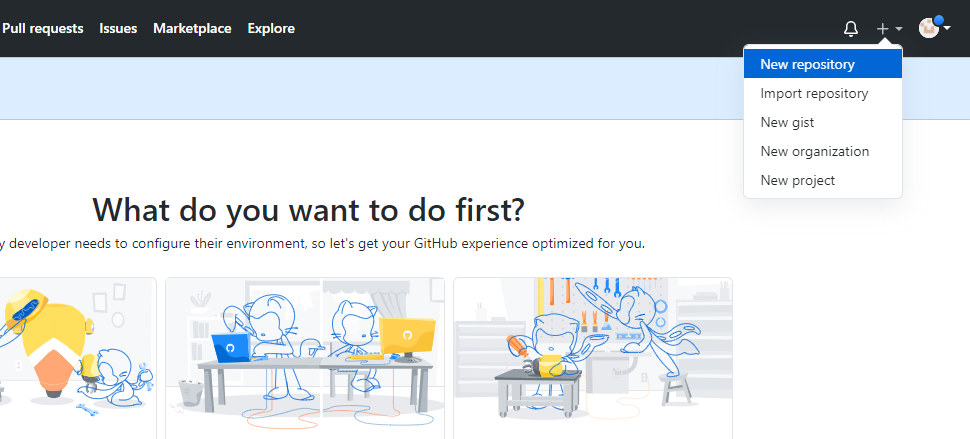 Pull requests Issues Marketplace Explore
New repository
Import repository
New gist
New organization
New project
What do you want to do first?
developer needs to configure their environment, so let's get your GitHub experience optimized for you.